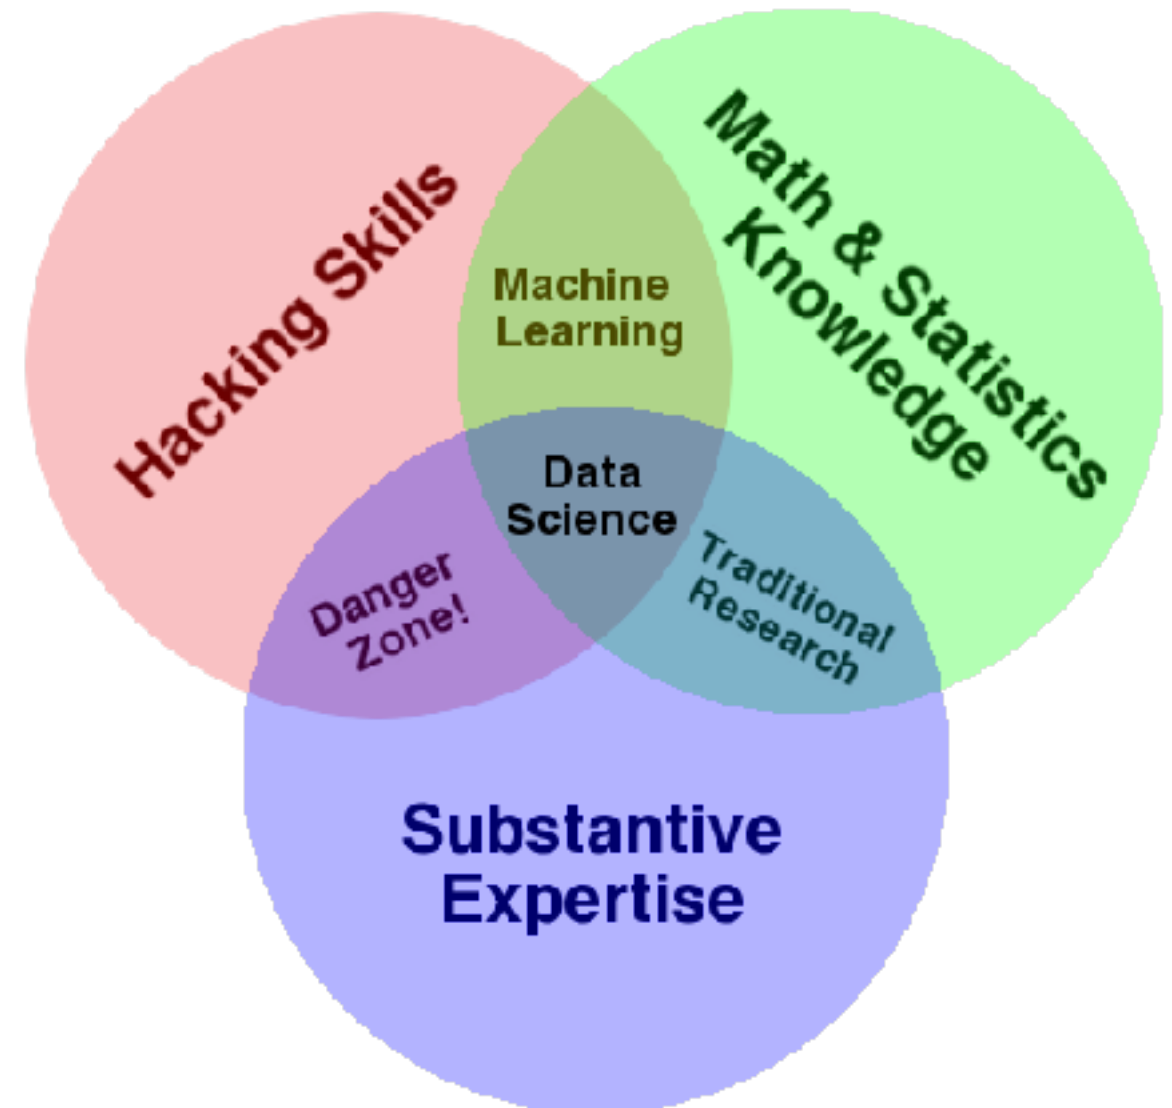 Hacking Skills
Math & Statistics
Knowledge
Machine
Learning
Data
Science
Danger
Zone!
Traditional
Research
Substantive
Expertise